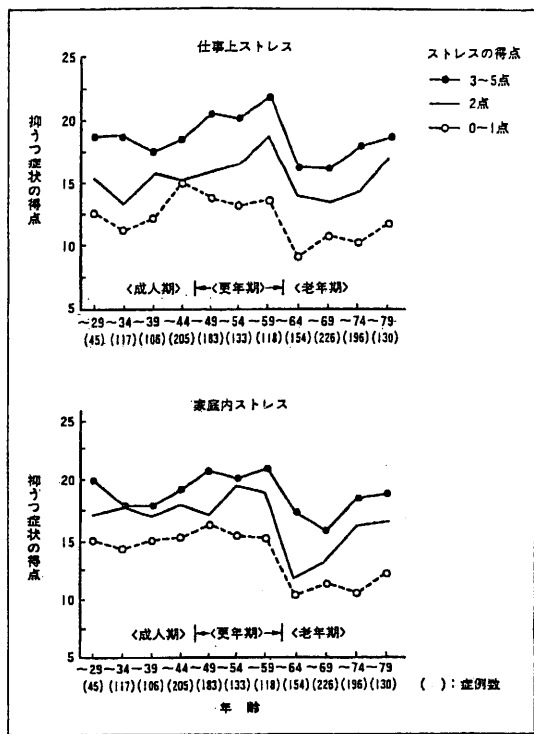 仕事上ストレス
ストレスの得点
3~5点
2点
0~1点
抑うつ症状の得点
25
20
15
10
5
<成人期>
<更年期>
<老年期>
~29 ~34 ~39 ~44 ~49 ~54 ~59 ~64 ~69 ~74 ~79
(45) (117) (106) (205) (183) (133) (118) (154) (226) (196) (130)
家庭内ストレス
抑うつ症状の得点
25
20
15
10
5
<成人期>
<更年期>
<老年期>
~29 ~34 ~39 ~44 ~49 ~54 ~59 ~64 ~69 ~74 ~79
(45) (117) (106) (205) (183) (133) (118) (154) (226) (196) (130)
( ):症例数
年齢